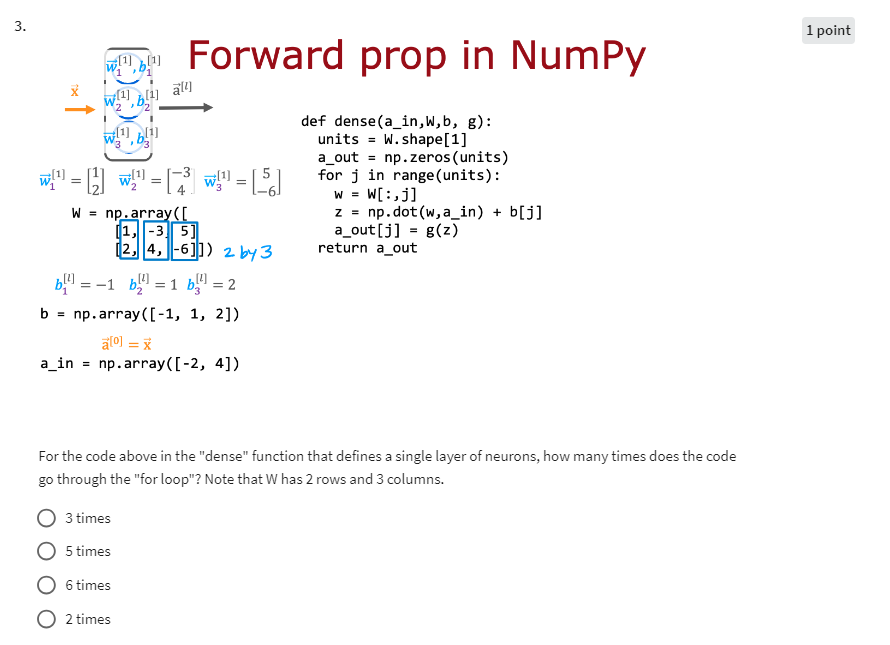 3.
1 point
Forward prop in NumPy
w⃗₁^[1], b₁^[1]
x⃗
w⃗₂^[1], b₂^[1]
a⃗^[l]
w⃗₃^[1], b₃^[1]
w⃗₁^[1] = [1 2] w⃗₂^[1] = [-3 4] w⃗₃^[1] = [5 -6]
W = np.array([
[1, -3, 5]
[2, 4, -6]]) 2 by 3
b₁^[l] = −1 b₂^[l] = 1 b₃^[l] = 2
b = np.array([-1, 1, 2])
a⃗^[0] = x⃗
a_in = np.array([-2, 4])
def dense(a_in,W,b, g):
units = W.shape[1]
a_out = np.zeros(units)
for j in range(units):
w = W[:,j]
z = np.dot(w,a_in) + b[j]
a_out[j] = g(z)
return a_out
For the code above in the "dense" function that defines a single layer of neurons, how many times does the code
go through the "for loop"? Note that W has 2 rows and 3 columns.
3 times
5 times
6 times
2 times